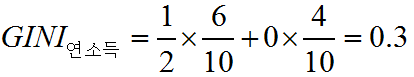 GINI연소득 = 1/2 × 6/10 + 0 × 4/10 = 0.3